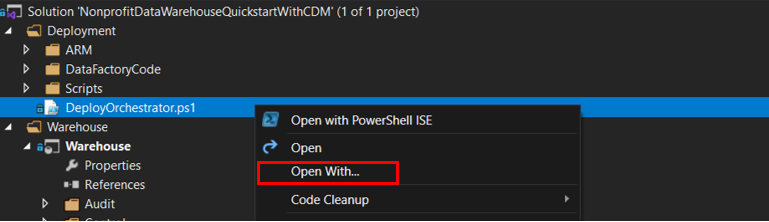 Solution 'NonprofitDataWarehouseQuickstartWithCDM' (1 of 1 project)
Deployment
ARM
DataFactoryCode
Scripts
DeployOrchestrator.ps1
Open with PowerShell ISE
Warehouse
Open
Warehouse
Open With...
Properties
References
Code Cleanup
Audit